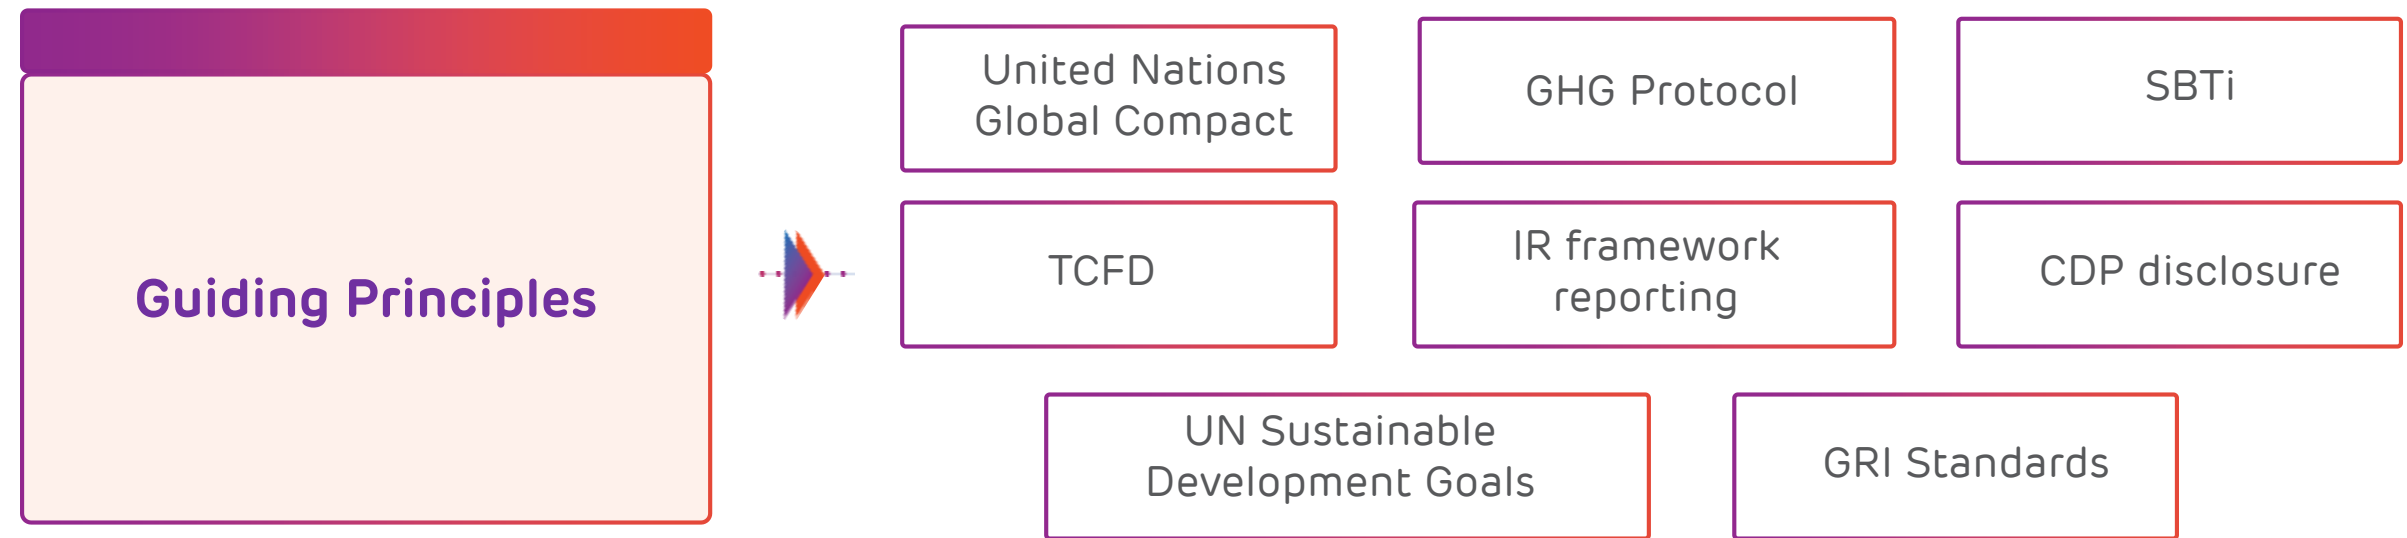 Guiding Principles
United Nations
Global Compact
GHG Protocol
SBTi
TCFD
IR framework
reporting
CDP disclosure
UN Sustainable
Development Goals
GRI Standards